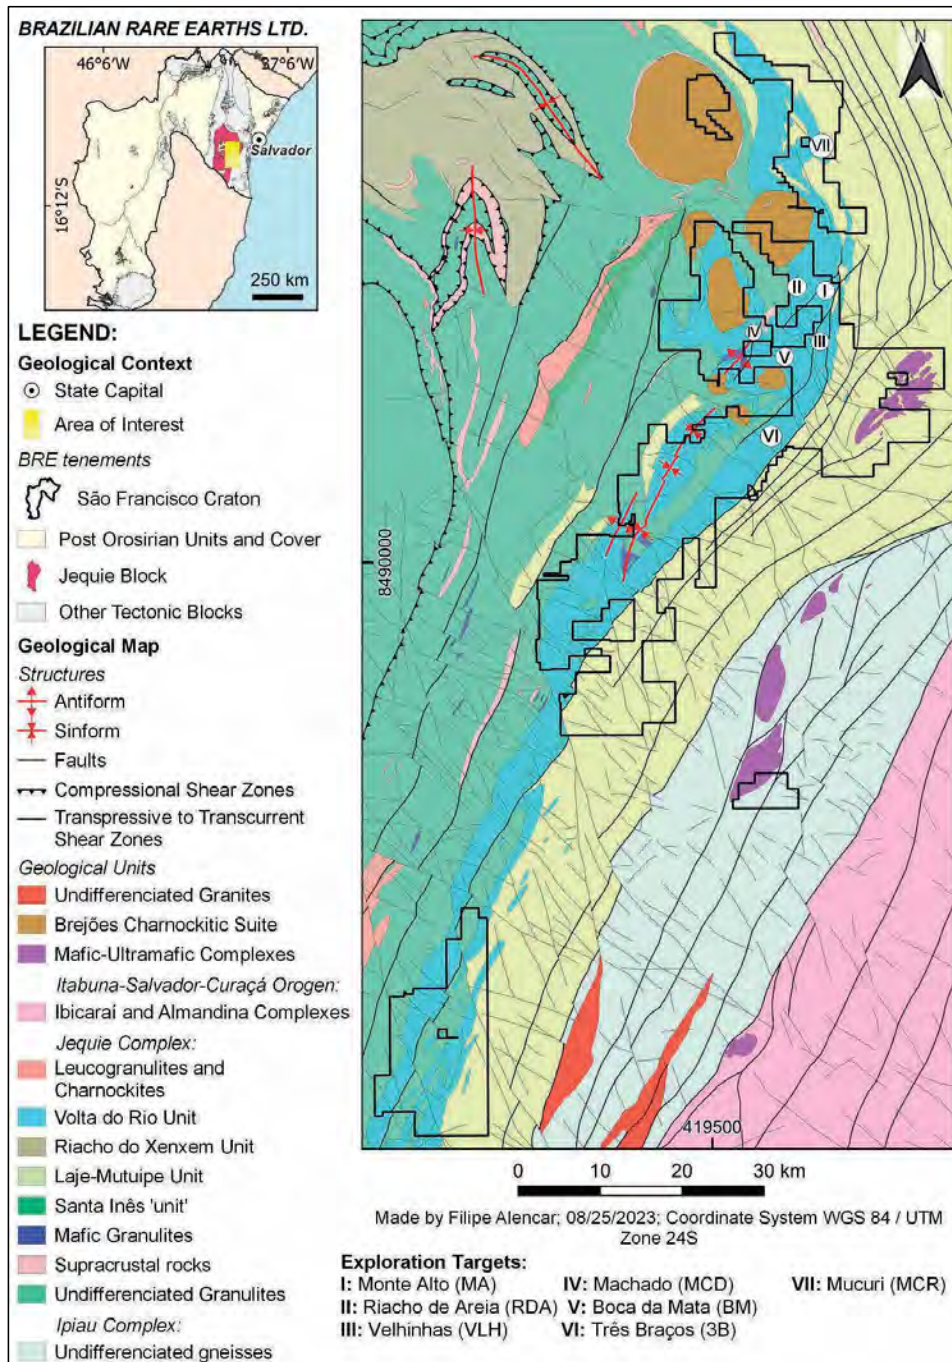 BRAZILIAN RARE EARTHS LTD.
46°6'W
37°6'W
16°12'S
Salvador
250 km
LEGEND:
Geological Context
State Capital
Area of Interest
BRE tenements
São Francisco Craton
Post Orosirian Units and Cover
Jequie Block
Other Tectonic Blocks
Geological Map
Structures
Antiform
Sinform
Faults
Compressional Shear Zones
Transpressive to Transcurrent
Shear Zones
Geological Units
Undifferenciated Granites
Brejões Charnockitic Suite
Mafic-Ultramafic Complexes
Itabuna-Salvador-Curaçá Orogen:
Ibicaraí and Almandina Complexes
Jequie Complex:
Leucogranulites and
Charnockites
Volta do Rio Unit
Riacho do Xenxem Unit
Laje-Mutuipe Unit
Santa Inês 'unit'
Mafic Granulites
Supracrustal rocks
Undifferenciated Granulites
Ipiau Complex:
Undifferenciated gneisses
N
VII
II
I
IV
III
V
VI
8490000
419500
0 10 20 30 km
Made by Filipe Alencar; 08/25/2023; Coordinate System WGS 84 / UTM
Zone 24S
Exploration Targets:
I: Monte Alto (MA) IV: Machado (MCD) VII: Mucuri (MCR)
II: Riacho de Areia (RDA) V: Boca da Mata (BM)
III: Velhinhas (VLH) VI: Três Braços (3B)